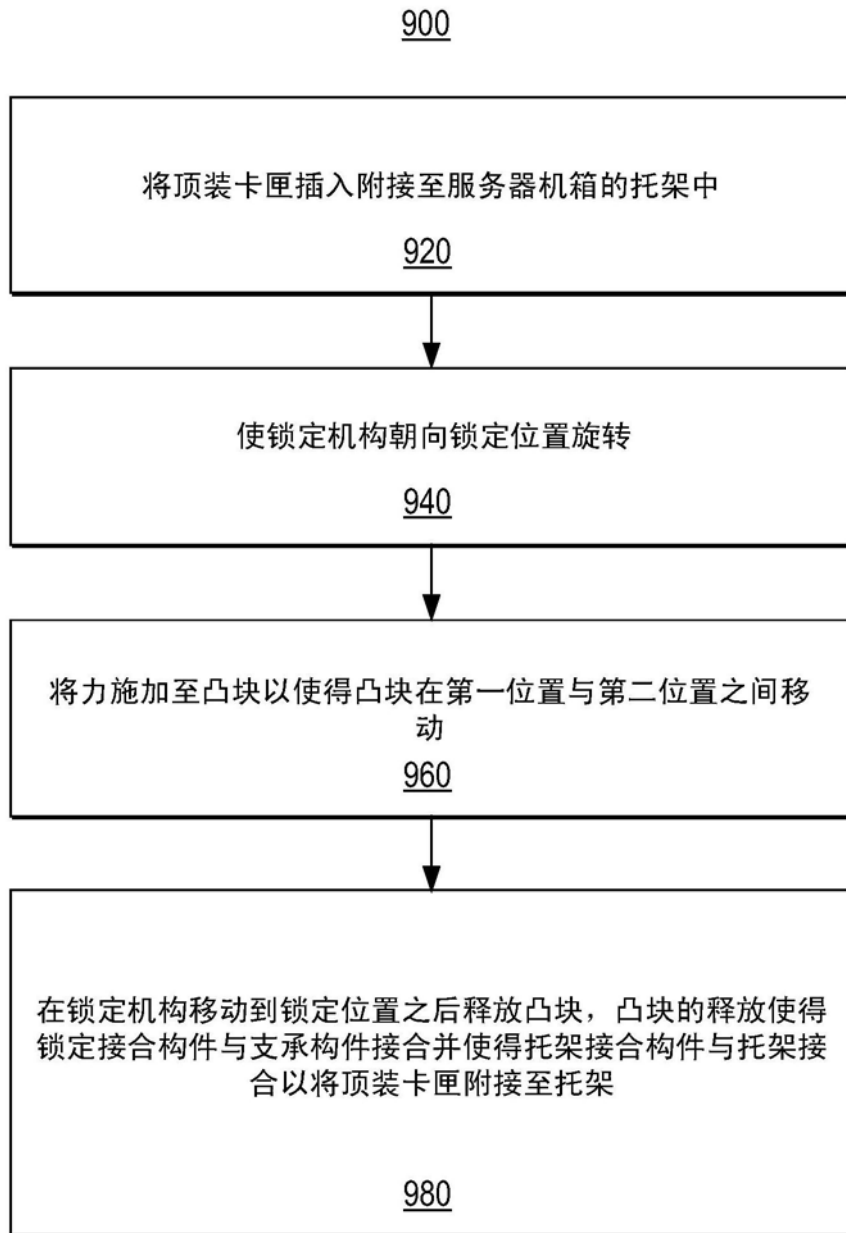 900
将顶装卡匣插入附接至服务器机箱的托架中
920
使锁定机构朝向锁定位置旋转
940
将力施加至凸块以使得凸块在第一位置与第二位置之间移
动
960
在锁定机构移动到锁定位置之后释放凸块，凸块的释放使得
锁定接合构件与支承构件接合并使得托架接合构件与托架接
合以将顶装卡匣附接至托架
980